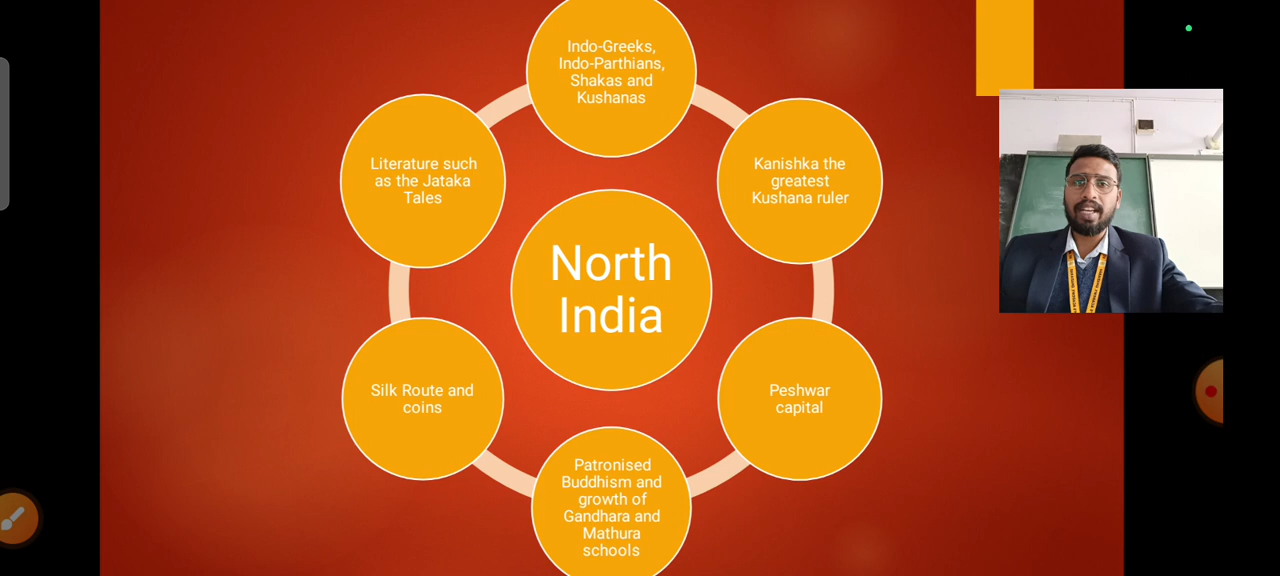 Indo-Greeks,
Indo-Parthians,
Shakas and
Kushanas
Kanishka the
greatest
Kushana ruler
Peshwar
capital
Patronised
Buddhism and
growth of
Gandhara and
Mathura
schools
Silk Route and
coins
Literature such
as the Jataka
Tales
North
India